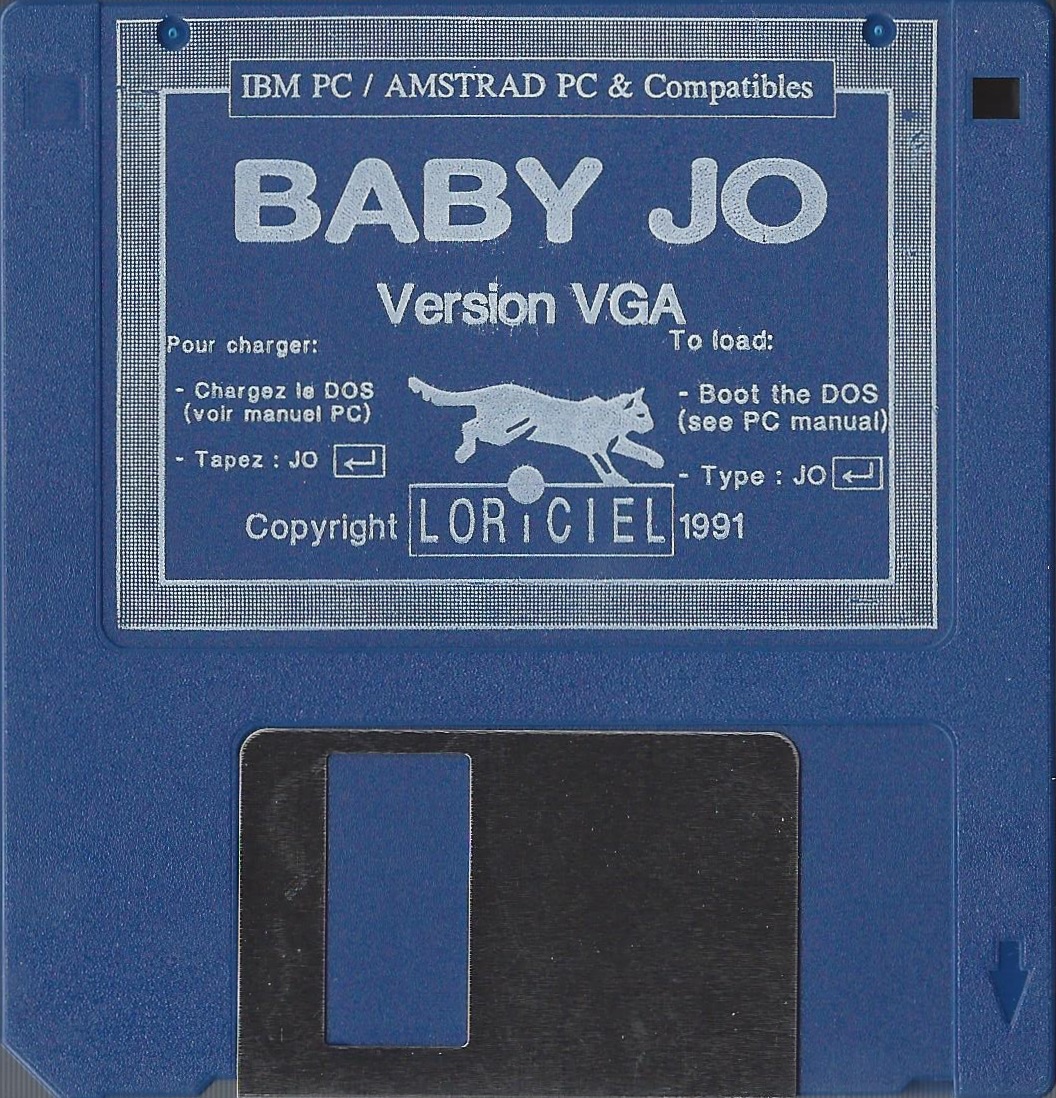 IBM PC / AMSTRAD PC & Compatibles
BABY JO
Version VGA
Pour charger:
- Chargez le DOS
(voir manuel PC)
- Tapez : JO
To load:
- Boot the DOS
(see PC manual)
- Type : JO
Copyright LORiCIEL 1991